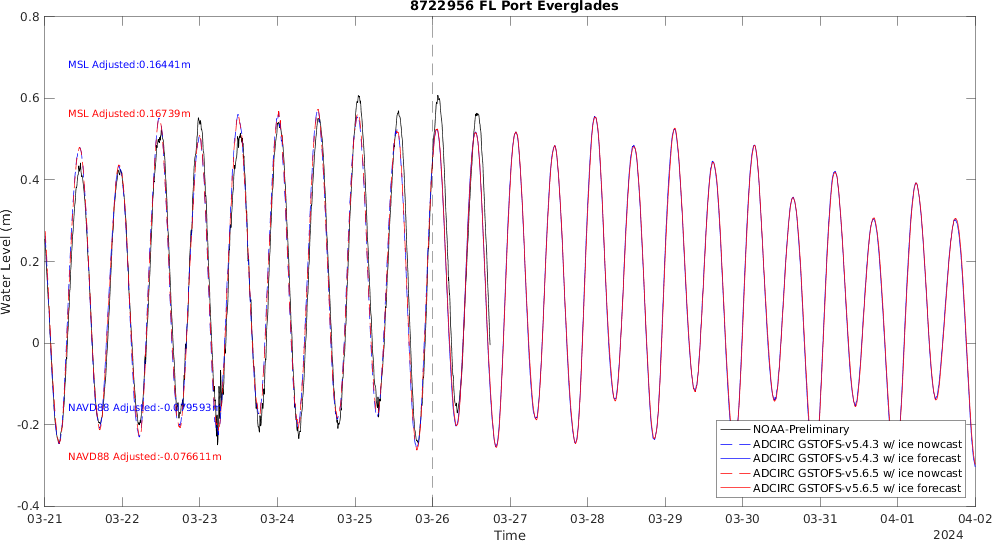 8722956 FL Port Everglades
0.8
0.6
0.4
0.2
0
-0.2
-0.4
Water Level (m)
MSL Adjusted:0.16441
MSL Adjusted:0.16739
NAVD88 Adjusted:-0.079593
NAVD88 Adjusted:-0.076611
NOAA-Preliminary
ADCIRC GSTOFS-v5.4.3 w/ ice nowcast
ADCIRC GSTOFS-v5.4.3 w/ ice forecast
ADCIRC GSTOFS-v5.6.5 w/ ice nowcast
ADCIRC GSTOFS-v5.6.5 w/ ice forecast
03-21 03-22 03-23 03-24 03-25 03-26 03-27 03-28 03-29 03-30 03-31 04-01 04-02
Time
2024